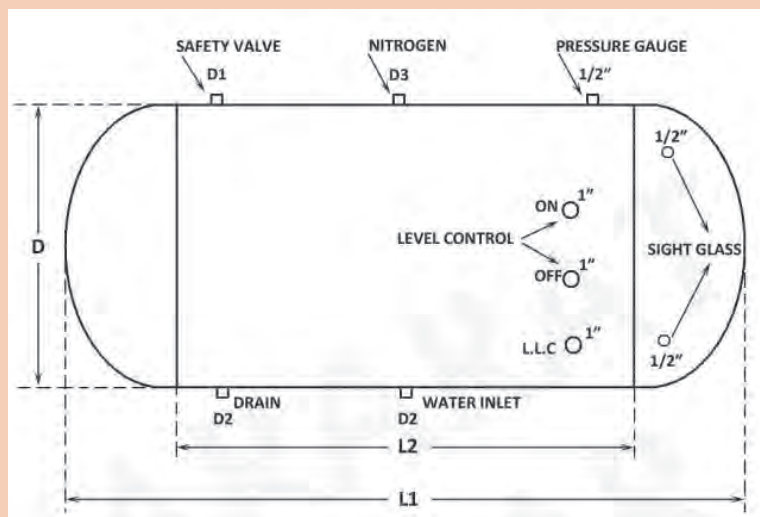 SAFETY VALVE NITROGEN PRESSURE GAUGE
D1 D3 1/2"
1/2"
ON 1"
LEVEL CONTROL SIGHT GLASS
D
OFF 1"
L.L.C 1"
1/2"
DRAIN WATER INLET
D2 D2
L2
L1